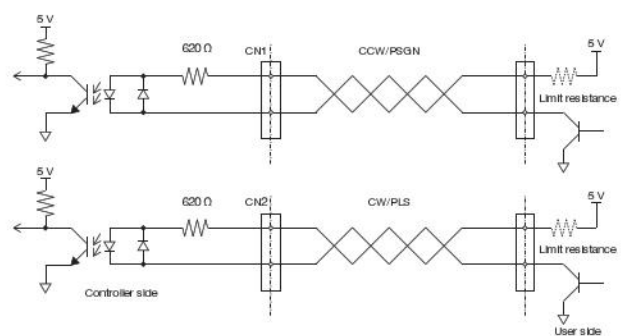 5 V
620 Ω
CN1
CCW/PSGN
5 V
Limit resistance
5 V
620 Ω
CN2
CW/PLS
5 V
Limit resistance
Controller side
User side